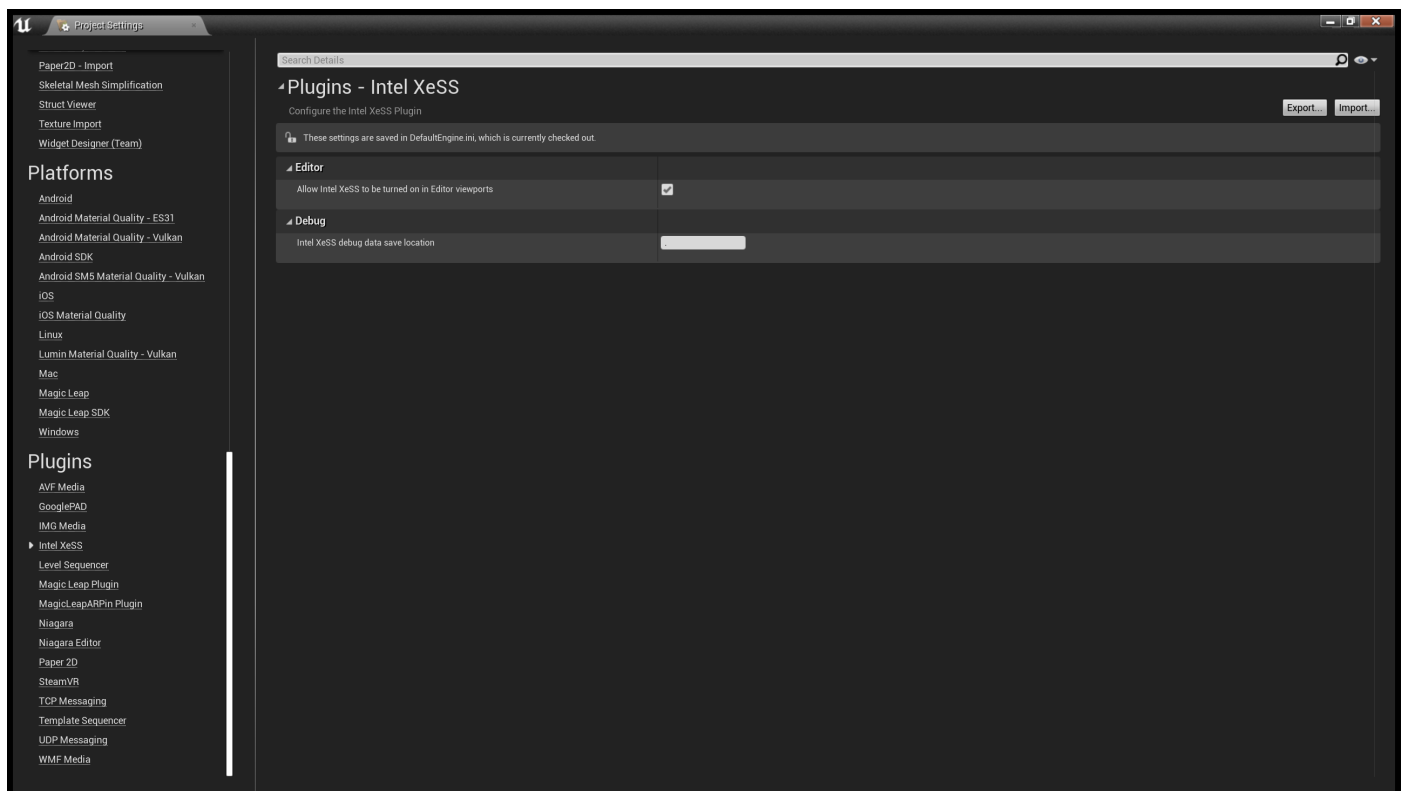 Project Settings
Paper2D - Import
Skeletal Mesh Simplification
Struct Viewer
Texture Import
Widget Designer (Team)
Platforms
Android
Android Material Quality - ES31
Android Material Quality - Vulkan
Android SDK
Android SM5 Material Quality - Vulkan
iOS
iOS Material Quality
Linux
Lumin Material Quality - Vulkan
Mac
Magic Leap
Magic Leap SDK
Windows
Plugins
AVF Media
GooglePAD
IMG Media
Intel XeSS
Level Sequencer
Magic Leap Plugin
MagicLeapARPin Plugin
Niagara
Niagara Editor
Paper 2D
SteamVR
TCP Messaging
Template Sequencer
UDP Messaging
WMF Media
Search Details
Plugins - Intel XeSS
Configure the Intel XeSS Plugin
Export... Import...
These settings are saved in DefaultEngine.ini, which is currently checked out.
Editor
Allow Intel XeSS to be turned on in Editor viewports
Debug
Intel XeSS debug data save location
.